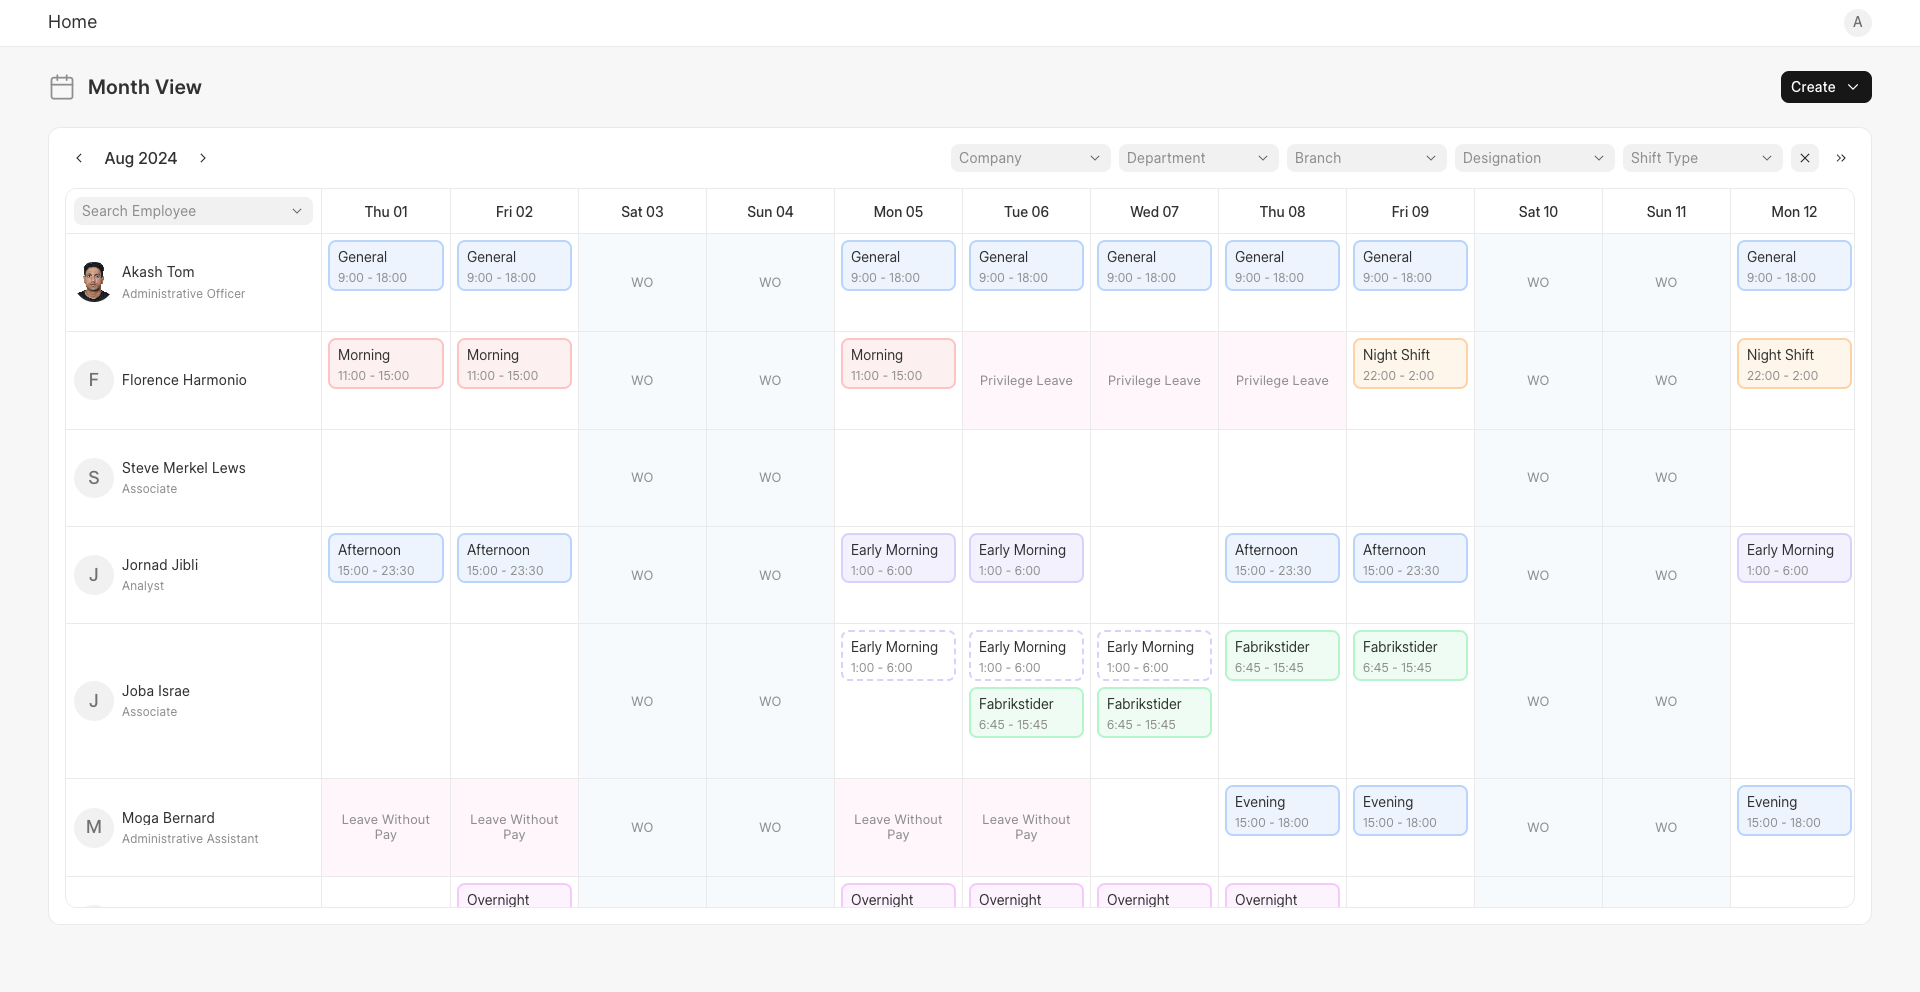 Home
A
Month View
Create
Aug 2024
Company Department Branch Designation Shift Type
Search Employee Thu 01 Fri 02 Sat 03 Sun 04 Mon 05 Tue 06 Wed 07 Thu 08 Fri 09 Sat 10 Sun 11 Mon 12
Akash Tom
Administrative Officer
General General WO WO General General General General General WO WO General
9:00 - 18:00 9:00 - 18:00 9:00 - 18:00 9:00 - 18:00 9:00 - 18:00 9:00 - 18:00 9:00 - 18:00 9:00 - 18:00
F Florence Harmonio
Morning Morning WO WO Morning Privilege Leave Privilege Leave Privilege Leave Night Shift WO WO Night Shift
11:00 - 15:00 11:00 - 15:00 11:00 - 15:00 22:00 - 2:00 22:00 - 2:00
S Steve Merkel Lews
Associate
WO WO WO WO
J Jornad Jibli
Analyst
Afternoon Afternoon WO WO Early Morning Early Morning Afternoon Afternoon WO WO Early Morning
15:00 - 23:30 15:00 - 23:30 1:00 - 6:00 1:00 - 6:00 15:00 - 23:30 15:00 - 23:30 1:00 - 6:00
J Joba Israe
Associate
WO WO Early Morning Early Morning Early Morning Fabrikstider Fabrikstider WO WO
1:00 - 6:00 1:00 - 6:00 1:00 - 6:00 6:45 - 15:45 6:45 - 15:45
Fabrikstider Fabrikstider
6:45 - 15:45 6:45 - 15:45
M Moga Bernard
Administrative Assistant
Leave Without Pay Leave Without Pay WO WO Leave Without Pay Leave Without Pay Evening Evening WO WO Evening
15:00 - 18:00 15:00 - 18:00 15:00 - 18:00
Overnight Overnight Overnight Overnight Overnight